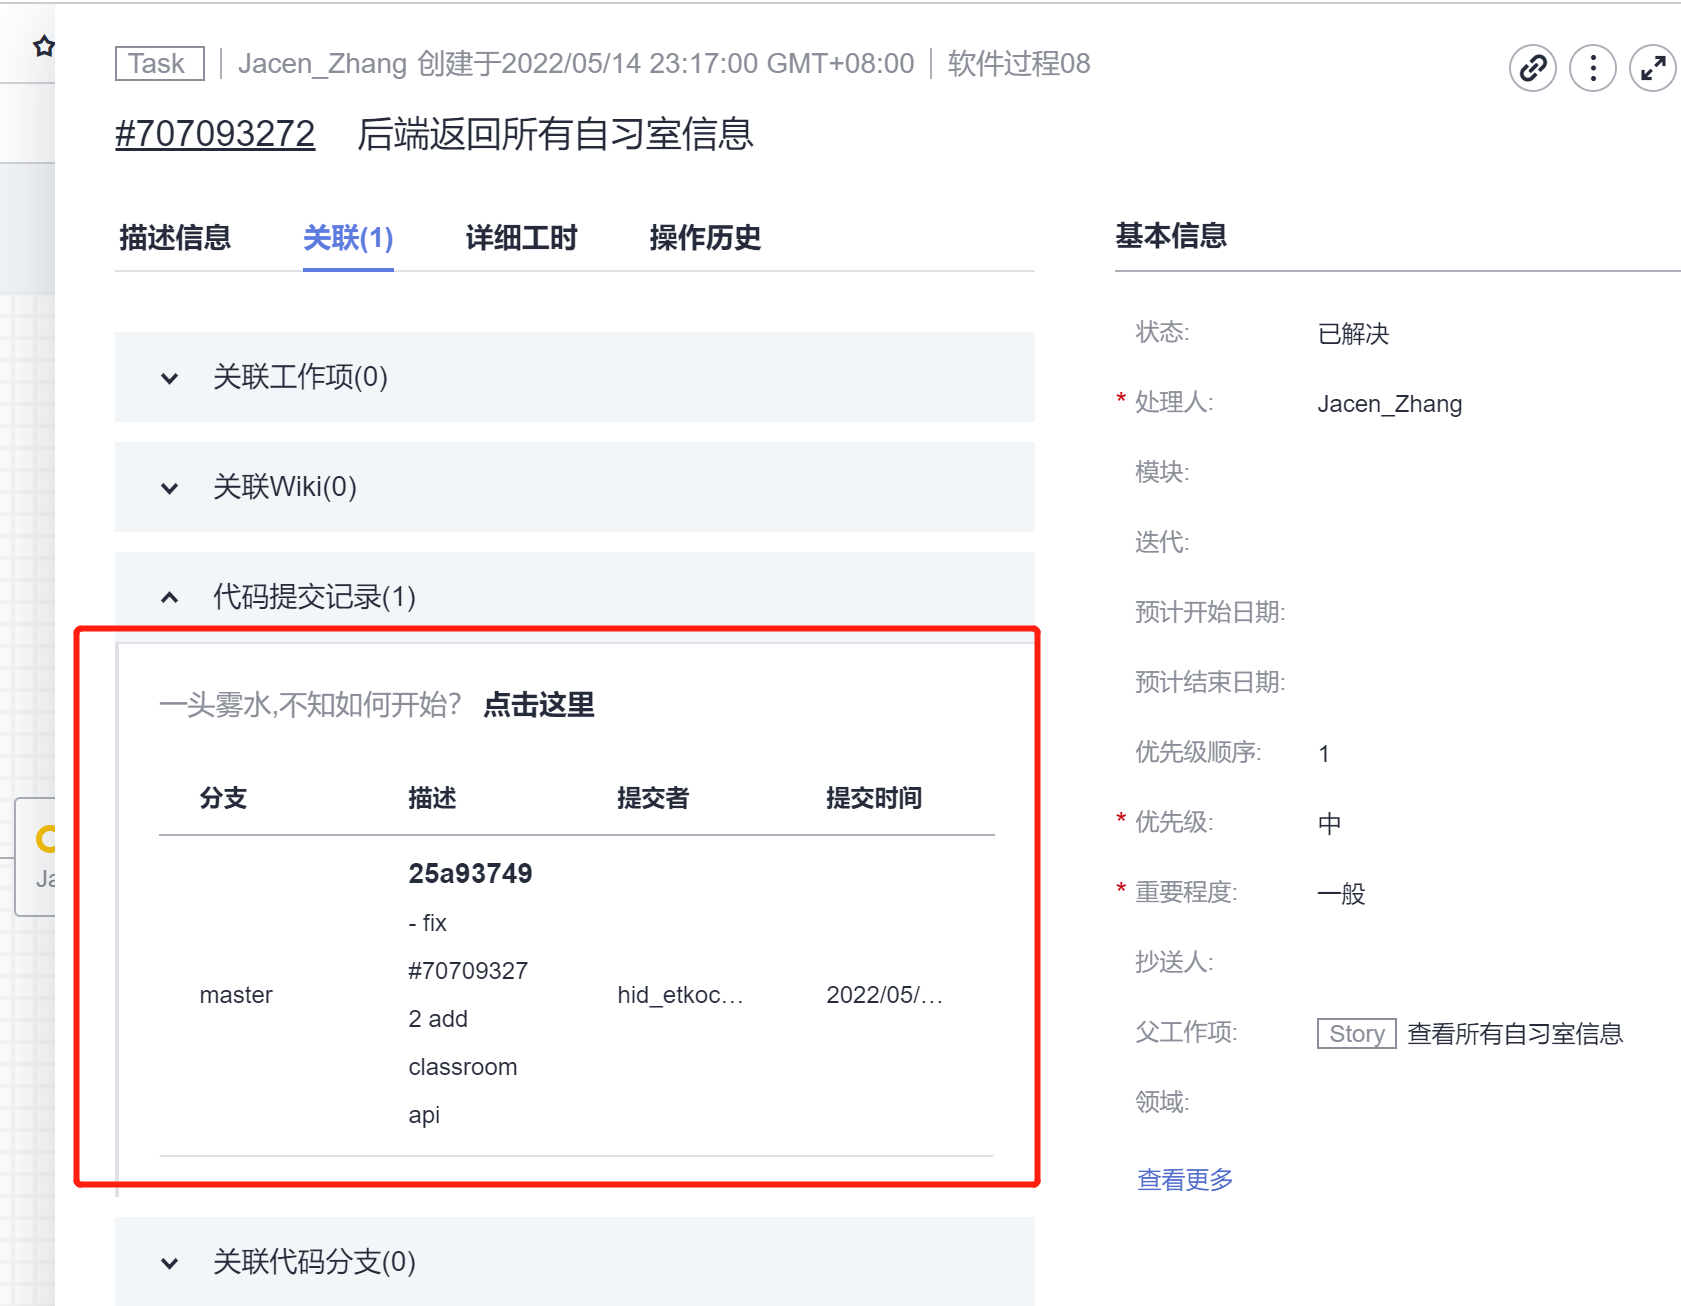 Task
Jacen_Zhang 创建于2022/05/14 23:17:00 GMT+08:00
软件过程08
#707093272 后端返回所有自习室信息
描述信息 关联(1) 详细工时 操作历史
关联工作项(0)
关联Wiki(0)
代码提交记录(1)
一头雾水,不知如何开始? 点击这里
分支 描述 提交者 提交时间
master
25a93749
- fix
#70709327
2 add
classroom
api
hid_etkoc...
2022/05/...
关联代码分支(0)
基本信息
状态: 已解决
* 处理人: Jacen_Zhang
模块:
迭代:
预计开始日期:
预计结束日期:
优先级顺序: 1
* 优先级: 中
* 重要程度: 一般
抄送人:
父工作项: Story 查看所有自习室信息
领域:
查看更多
Ja